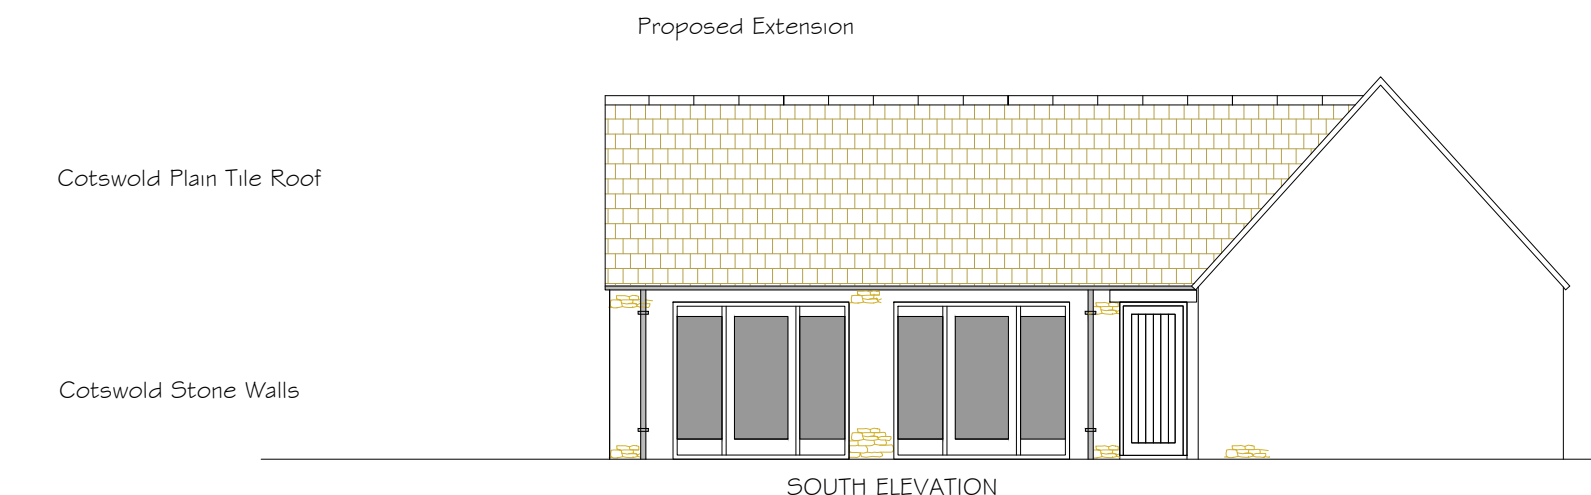 Proposed Extension
Cotswold Plain Tile Roof
Cotswold Stone Walls
SOUTH ELEVATION